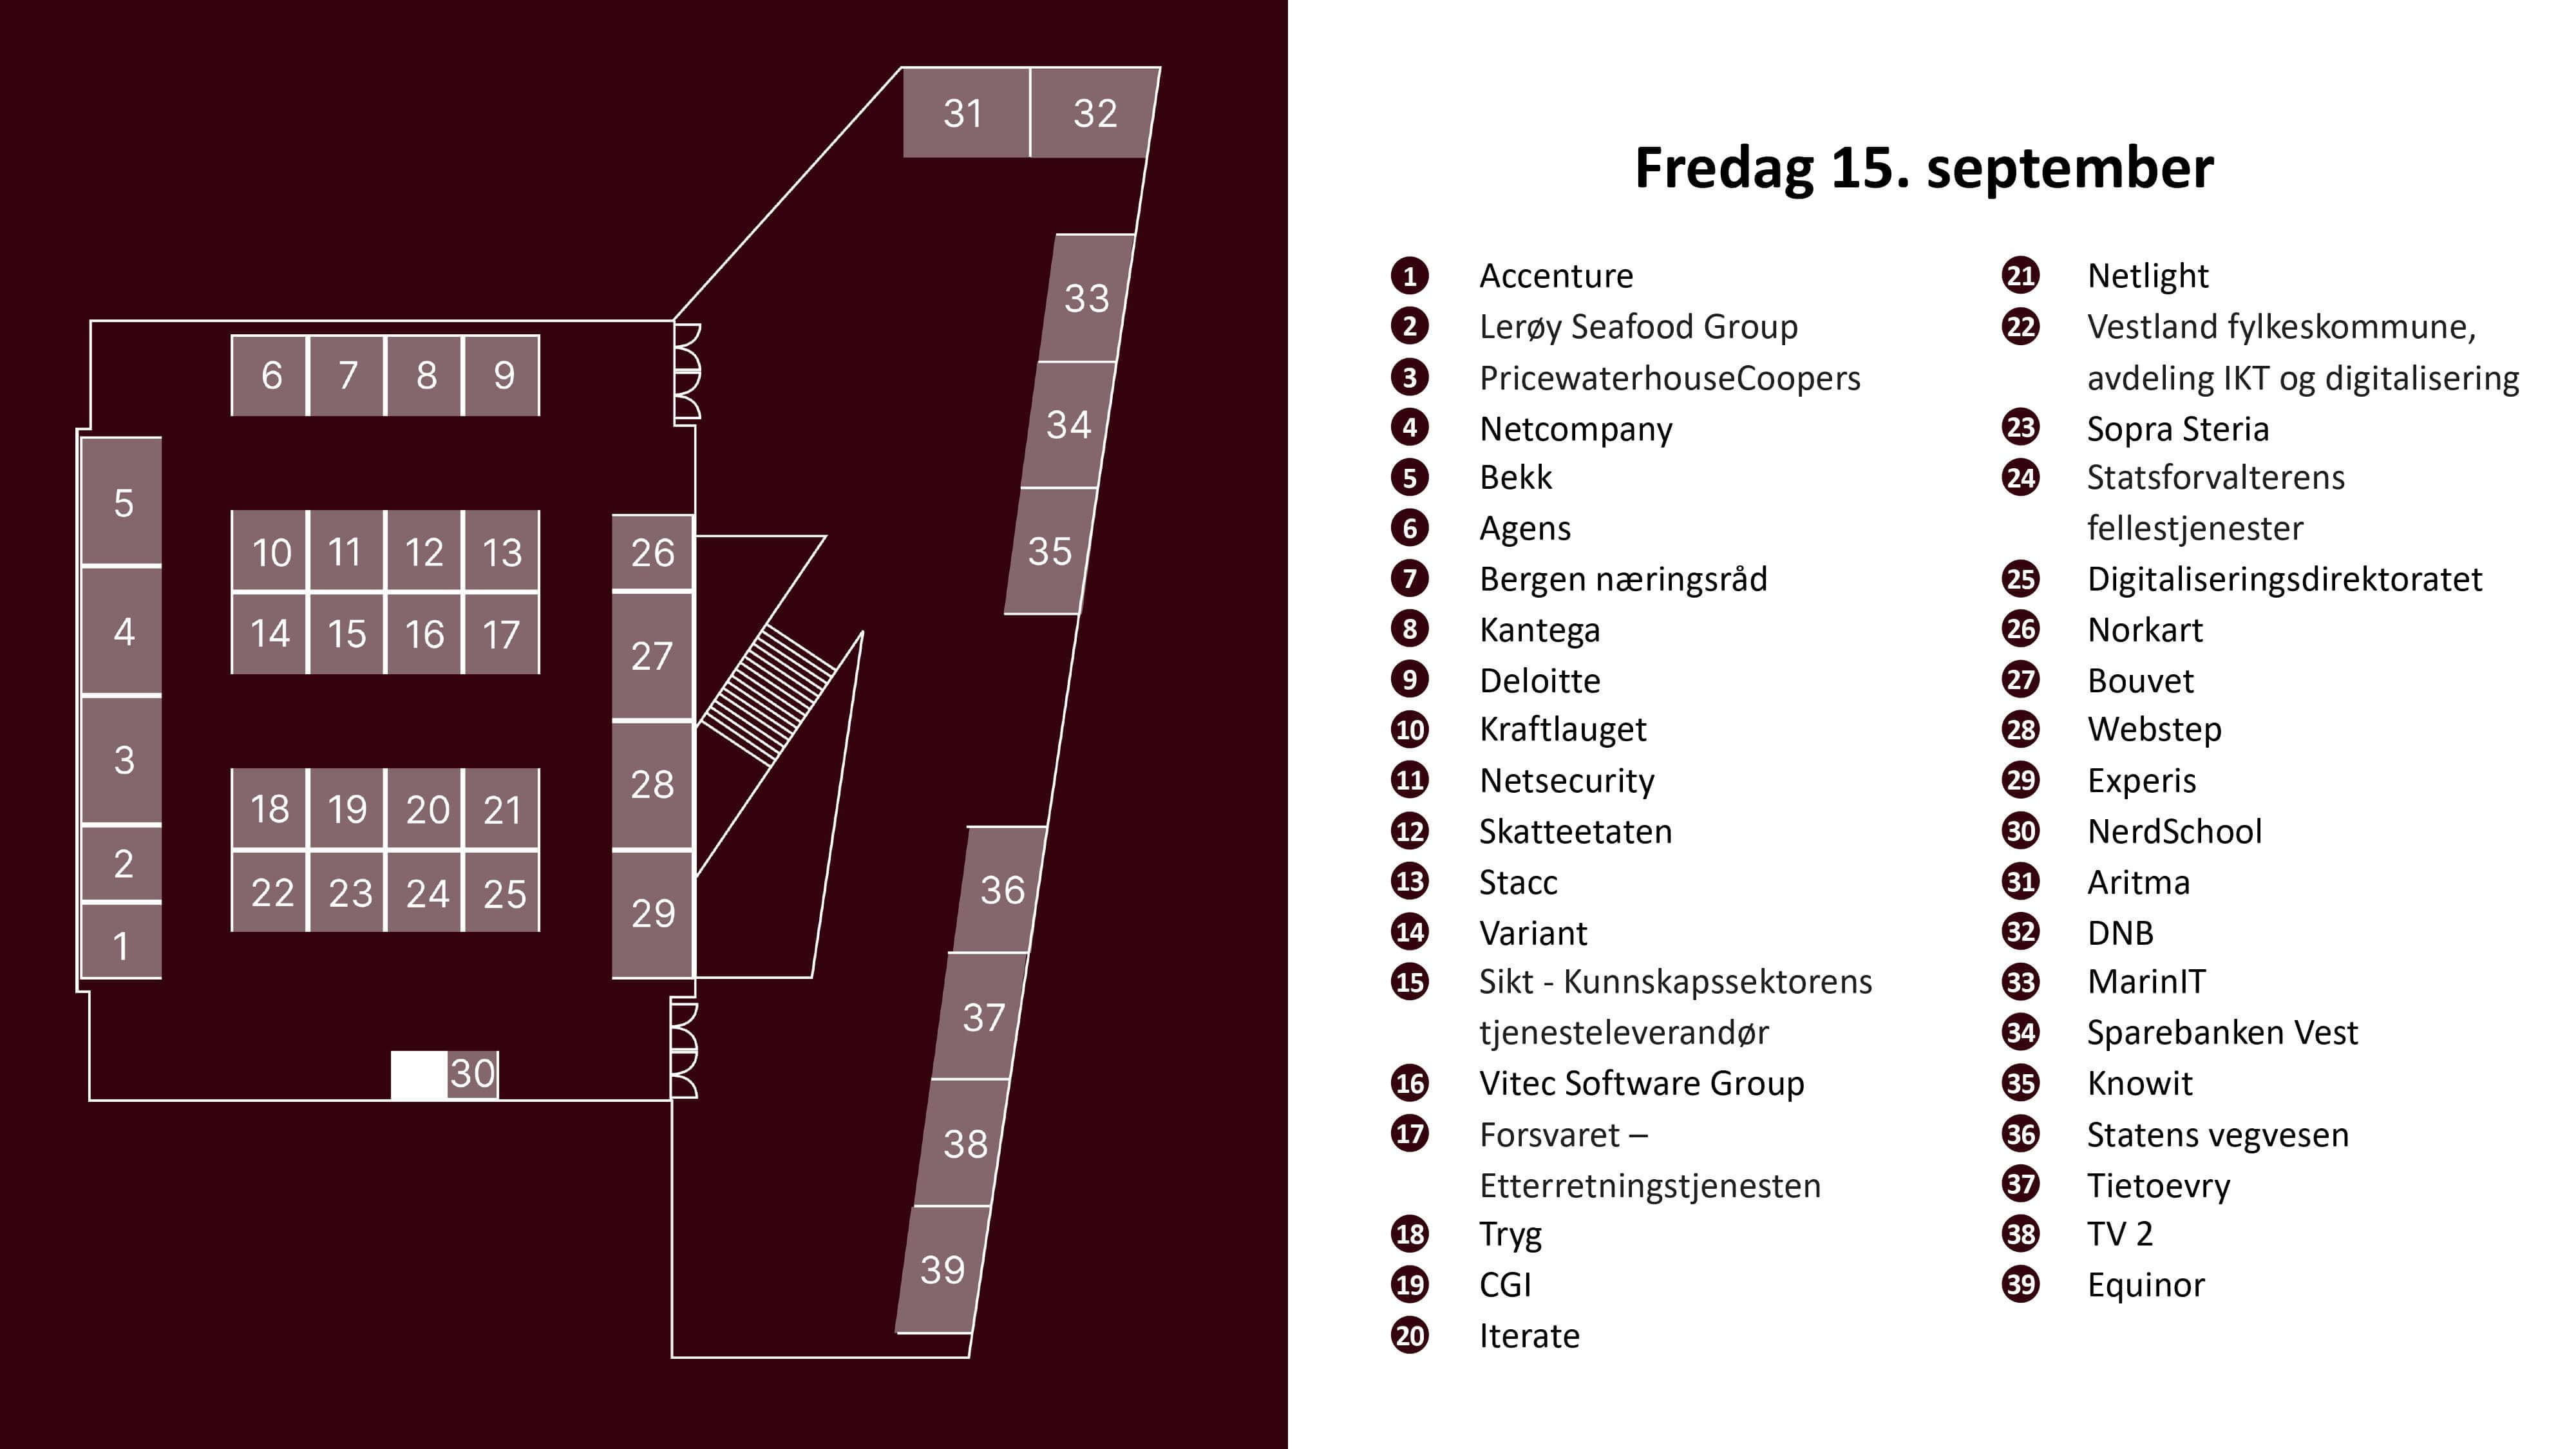 31 32
33
6 7 8 9
34
5
10 11 12 13 26 35
4 14 15 16 17 27
3 18 19 20 21 28
2 22 23 24 25 29 36
1
37
30
38
39
Fredag 15. september
1 Accenture
2 Lerøy Seafood Group
3 PricewaterhouseCoopers
4 Netcompany
5 Bekk
6 Agens
7 Bergen næringsråd
8 Kantega
9 Deloitte
10 Kraftlauget
11 Netsecurity
12 Skatteetaten
13 Stacc
14 Variant
15 Sikt - Kunnskapssektorens
tjenesteleverandør
16 Vitec Software Group
17 Forsvaret –
Etterretningstjenesten
18 Tryg
19 CGI
20 Iterate
21 Netlight
22 Vestland fylkeskommune,
avdeling IKT og digitalisering
23 Sopra Steria
24 Statsforvalterens
fellestjenester
25 Digitaliseringsdirektoratet
26 Norkart
27 Bouvet
28 Webstep
29 Experis
30 NerdSchool
31 Aritma
32 DNB
33 MarinIT
34 Sparebanken Vest
35 Knowit
36 Statens vegvesen
37 Tietoevry
38 TV 2
39 Equinor